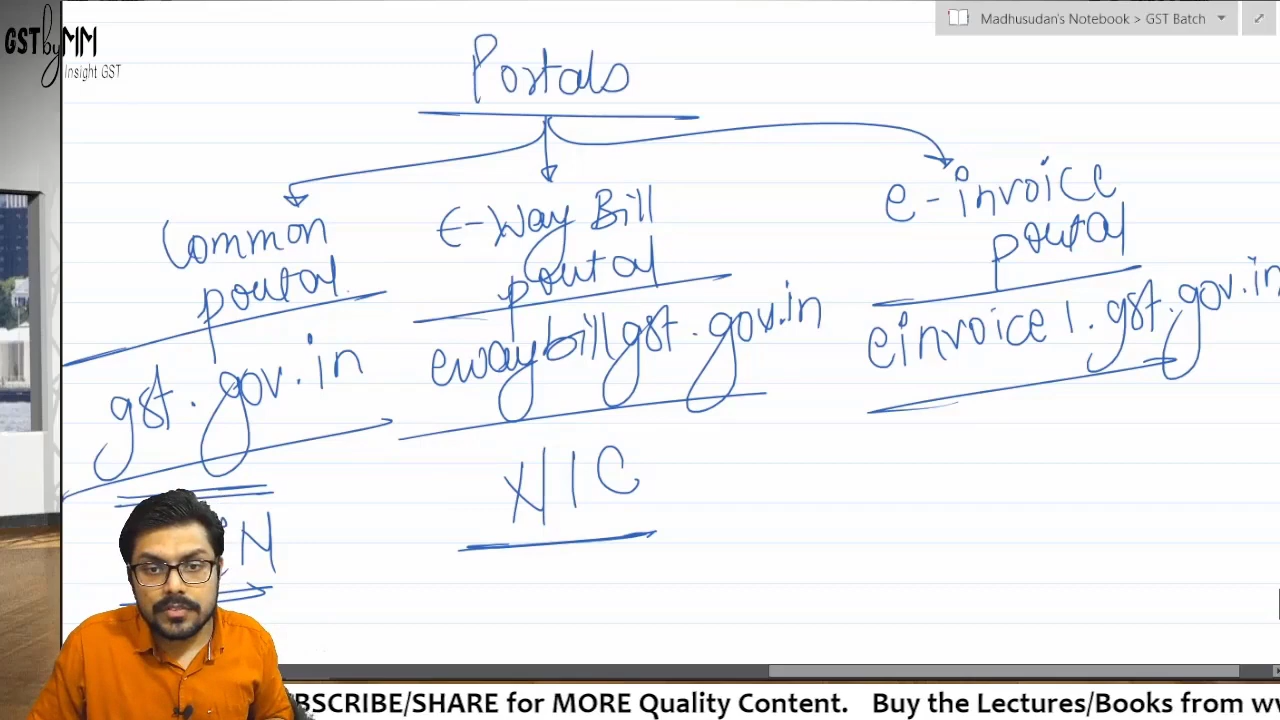 GST by MM
Insight GST
Madhusudan's Notebook > GST Batch
Portals
Common
portal
gst.gov.in
E-Way Bill
portal
ewaybillgst.gov.in
NIC
e-invoice
portal
einvoice1.gst.gov.in
BSCRIBE/SHARE for MORE Quality Content. Buy the Lectures/Books from w